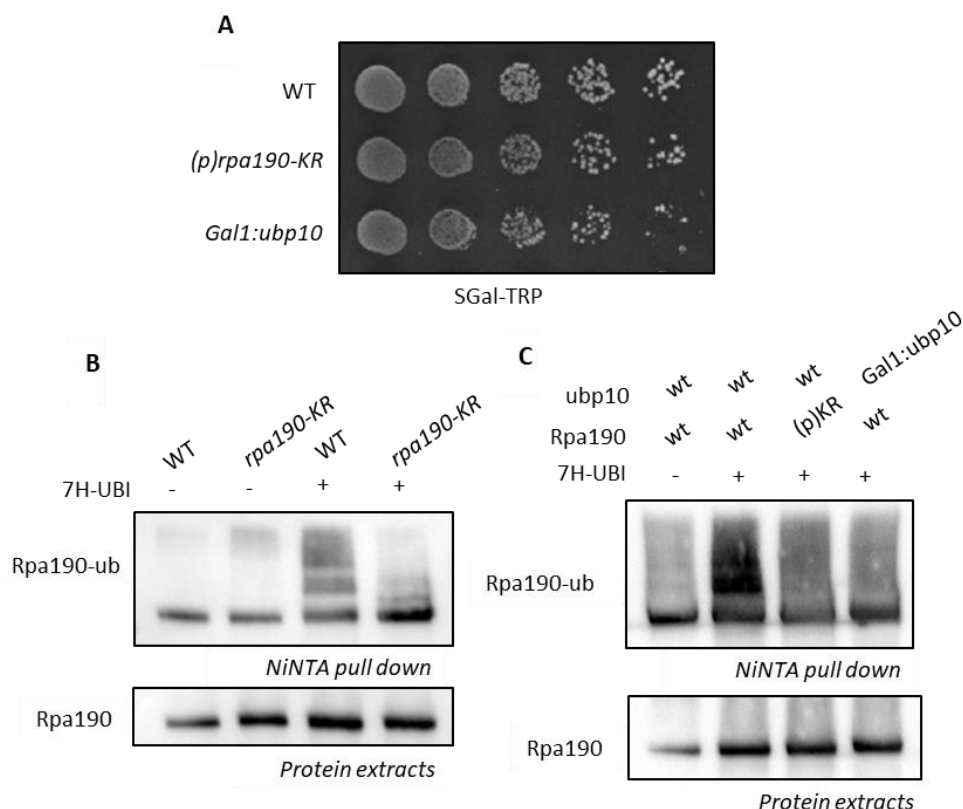 A
WT
(p)rpa190-KR
Gal1:ubp10
SGal-TRP
B
WT rpa190-KR WT rpa190-KR
7H-UBI - - + +
Rpa190-ub
NiNTA pull down
Rpa190
Protein extracts
C
ubp10 wt wt wt Gal1:ubp10
Rpa190 wt wt (p)KR wt
7H-UBI - + + +
Rpa190-ub
NiNTA pull down
Rpa190
Protein extracts